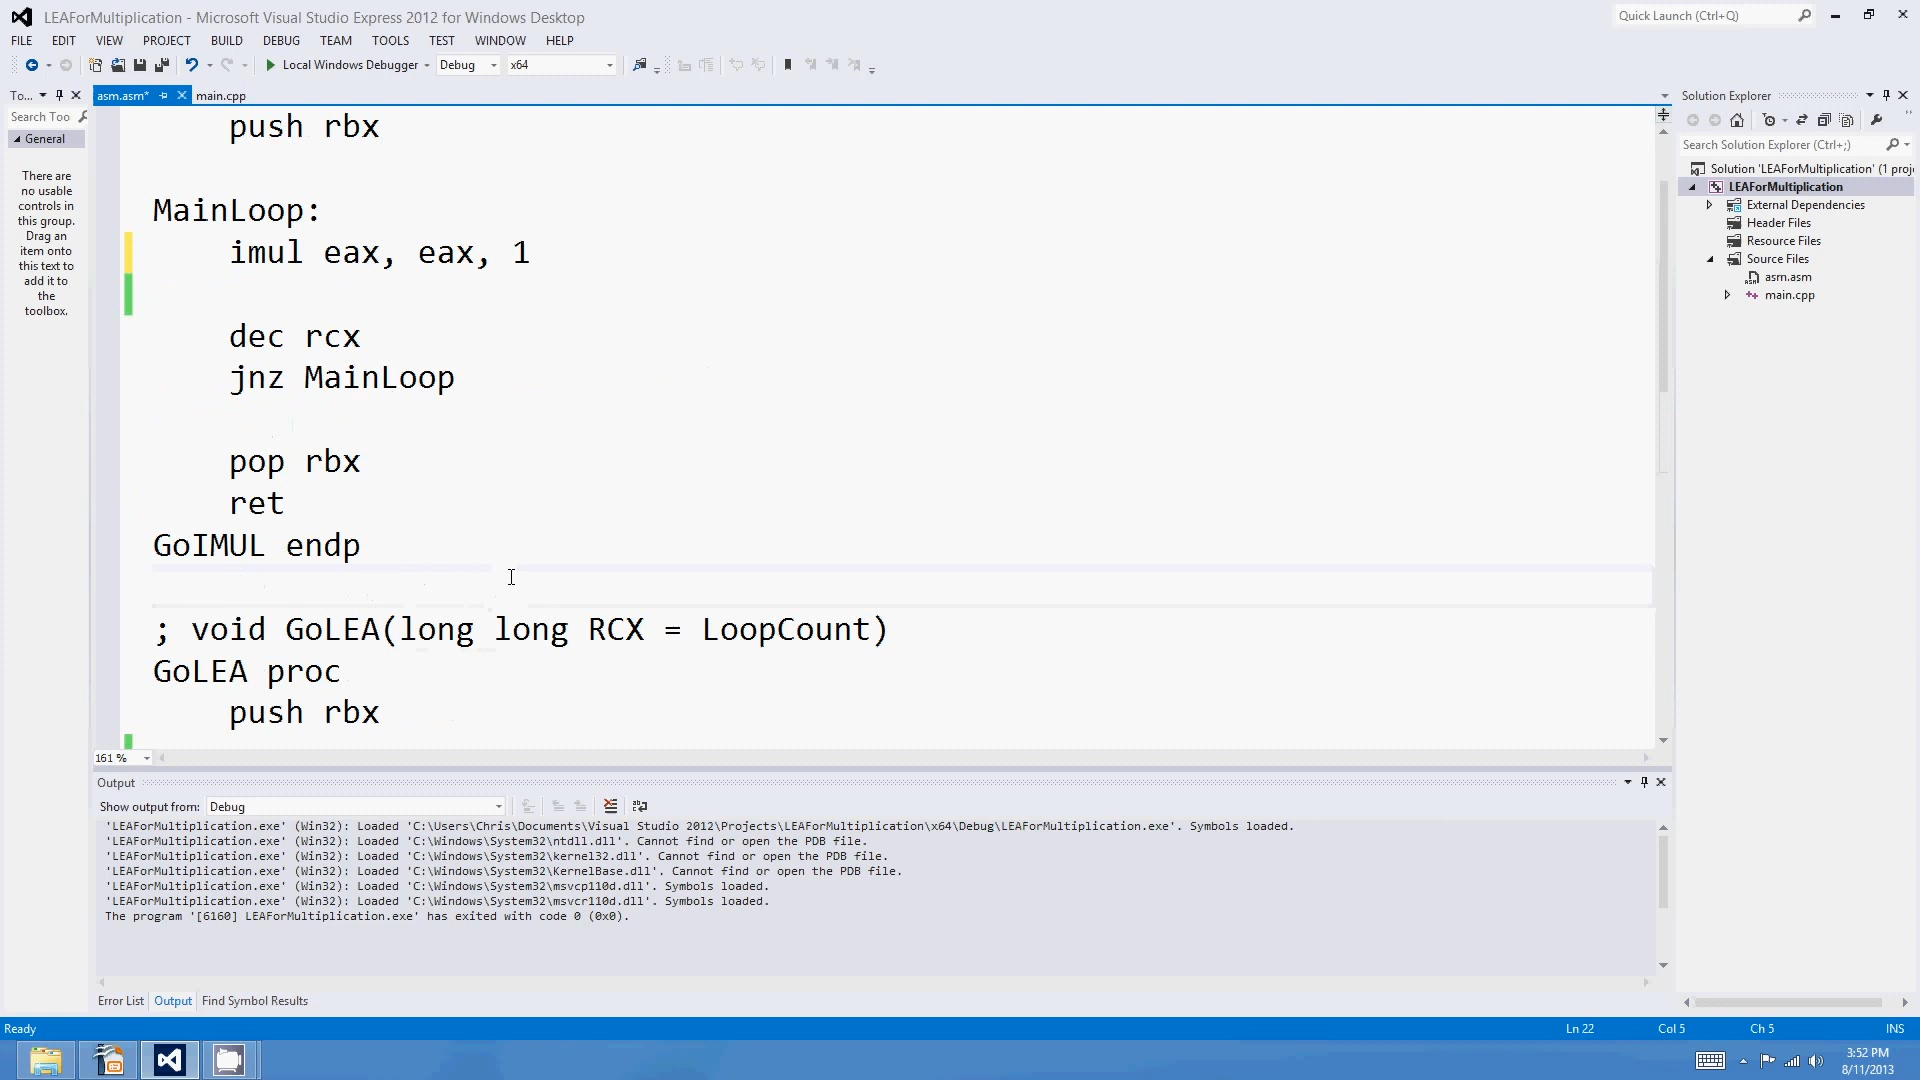 LEAForMultiplication - Microsoft Visual Studio Express 2012 for Windows Desktop
Quick Launch (Ctrl+Q)
FILE EDIT VIEW PROJECT BUILD DEBUG TEAM TOOLS TEST WINDOW HELP
Local Windows Debugger Debug x64
To...
asm.asm* main.cpp
Search Too
General
There are
no usable
controls in
this group.
Drag an
item onto
this text to
add it to
the
toolbox.
push rbx
MainLoop:
imul eax, eax, 1
dec rcx
jnz MainLoop
pop rbx
ret
GoIMUL endp
; void GoLEA(long long RCX = LoopCount)
GoLEA proc
push rbx
161 %
Solution Explorer
Search Solution Explorer (Ctrl+;)
Solution 'LEAForMultiplication' (1 proj
LEAForMultiplication
External Dependencies
Header Files
Resource Files
Source Files
asm.asm
main.cpp
Output
Show output from: Debug
'LEAForMultiplication.exe' (Win32): Loaded 'C:\Users\Chris\Documents\Visual Studio 2012\Projects\LEAForMultiplication\x64\Debug\LEAForMultiplication.exe'. Symbols loaded.
'LEAForMultiplication.exe' (Win32): Loaded 'C:\Windows\System32\ntdll.dll'. Cannot find or open the PDB file.
'LEAForMultiplication.exe' (Win32): Loaded 'C:\Windows\System32\kernel32.dll'. Cannot find or open the PDB file.
'LEAForMultiplication.exe' (Win32): Loaded 'C:\Windows\System32\KernelBase.dll'. Cannot find or open the PDB file.
'LEAForMultiplication.exe' (Win32): Loaded 'C:\Windows\System32\msvcp110d.dll'. Symbols loaded.
'LEAForMultiplication.exe' (Win32): Loaded 'C:\Windows\System32\msvcr110d.dll'. Symbols loaded.
The program '[6160] LEAForMultiplication.exe' has exited with code 0 (0x0).
Error List Output Find Symbol Results
Ready Ln 22 Col 5 Ch 5 INS
3:52 PM
8/11/2013